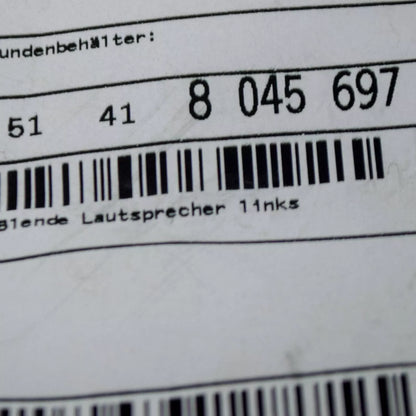 undenbehälter:
51 41 8 045 697
Blende Lautsprecher links